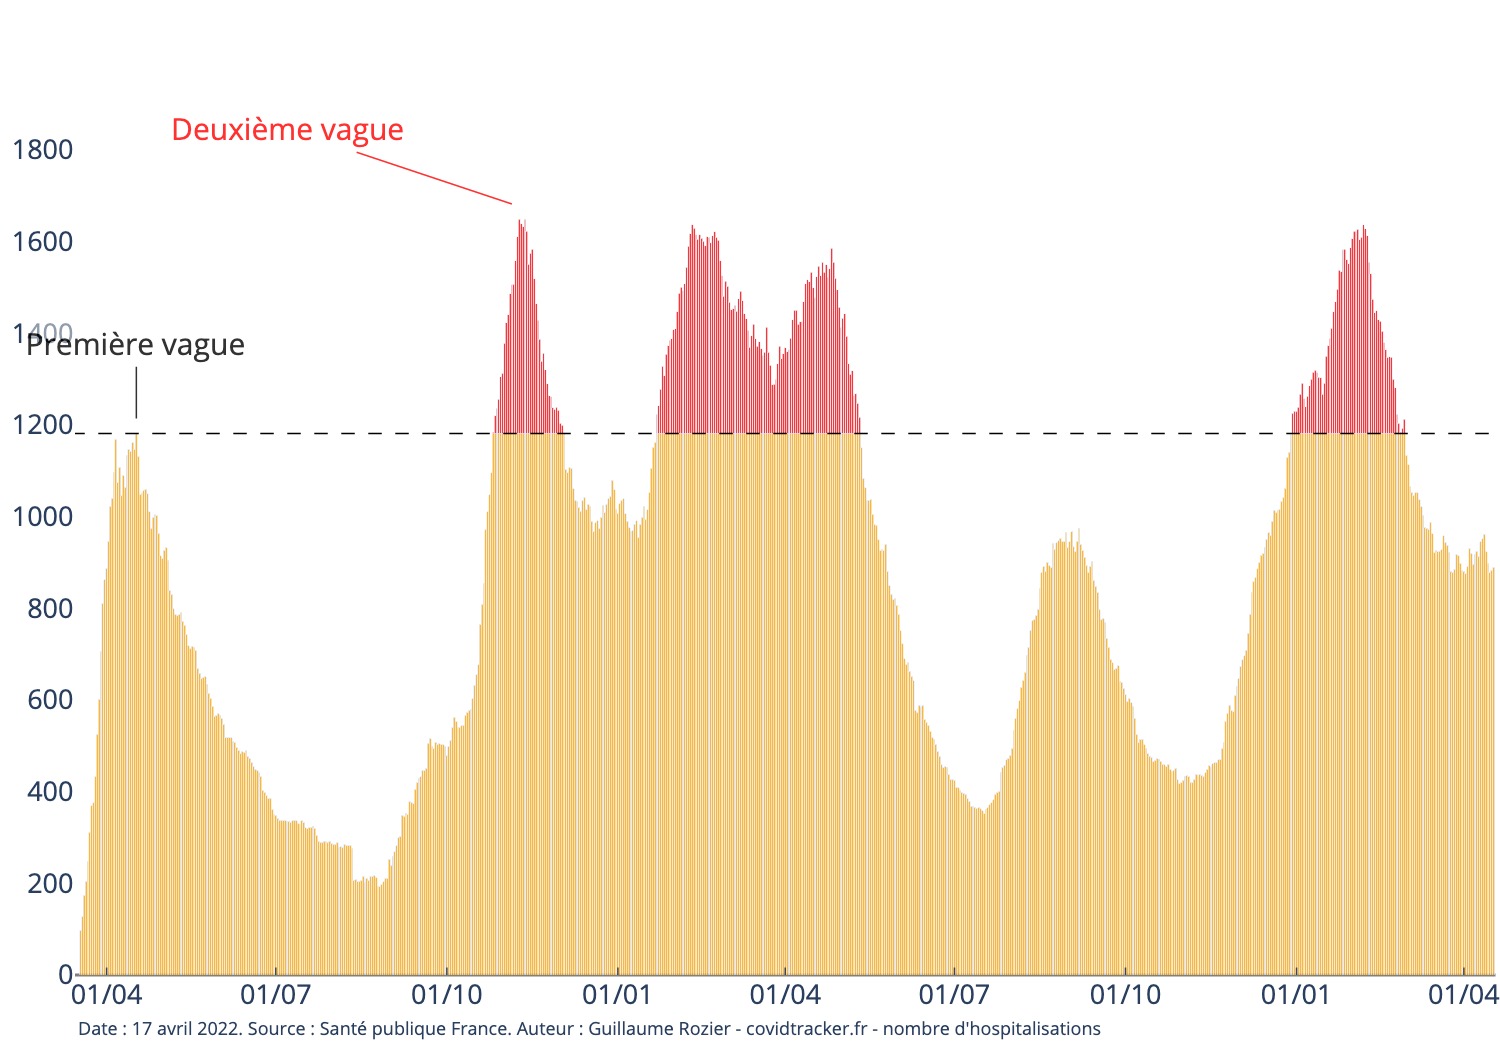 Deuxième vague
1800
1600
1400
Première vague
1200
1000
800
600
400
200
0
01/04 01/07 01/10 01/01 01/04 01/07 01/10 01/01 01/04
Date : 17 avril 2022. Source : Santé publique France. Auteur : Guillaume Rozier - covidtracker.fr - nombre d'hospitalisations